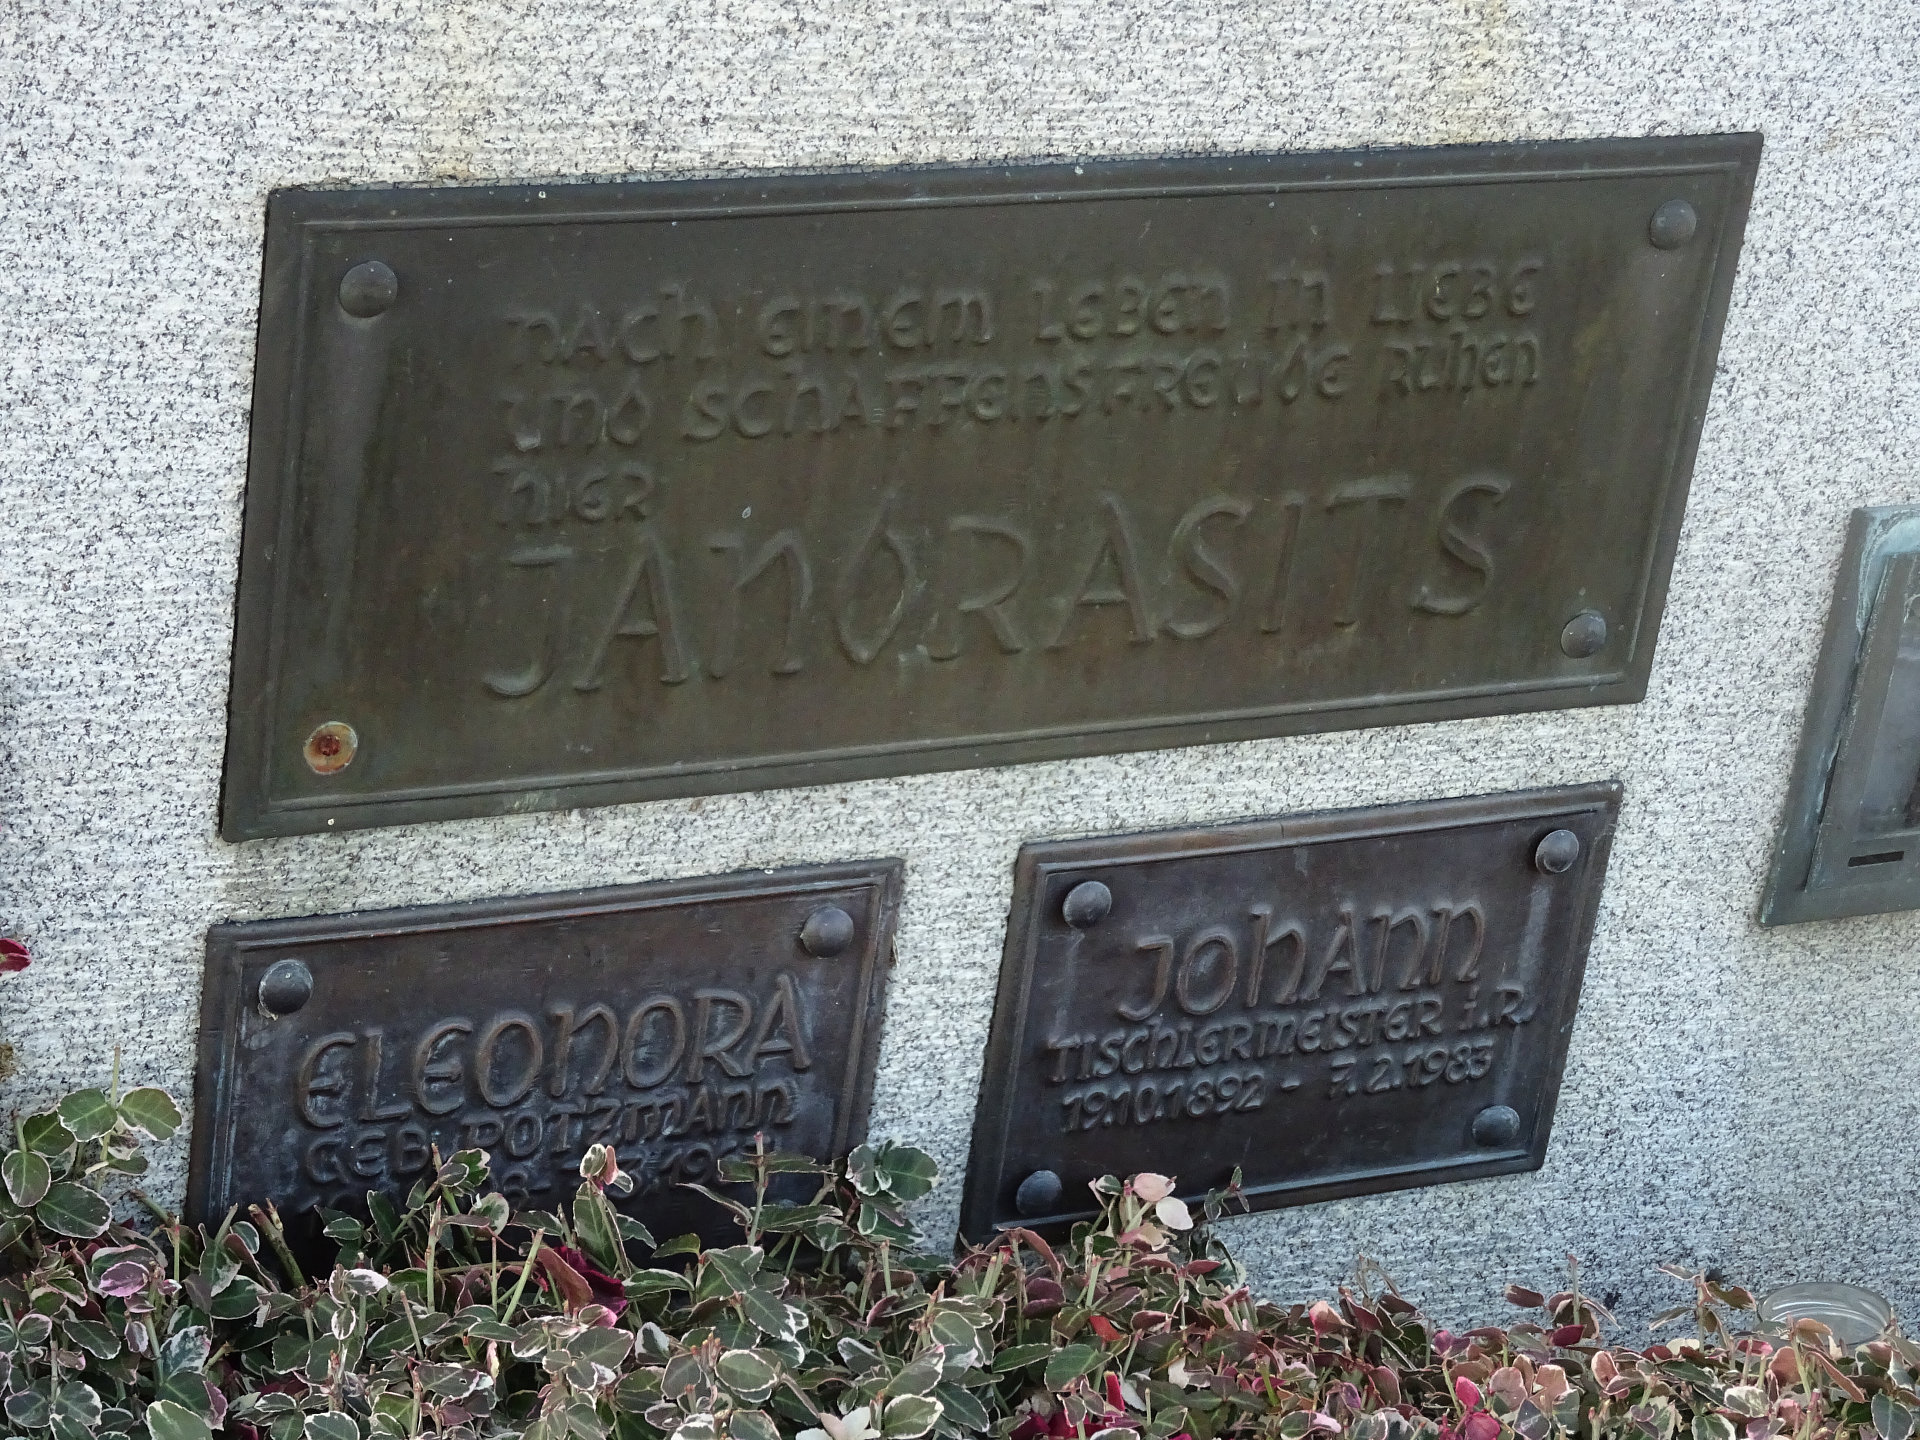 NACH EINEM LEBEN IN LIEBE
UND SCHAFFENSFREUDE RUHEN
HIER
JANDRASITS
ELEONORA
GEB. POTZMANN
JOHANN
TISCHLERMEISTER i.R.
19.10.1892 - 7.2.1983